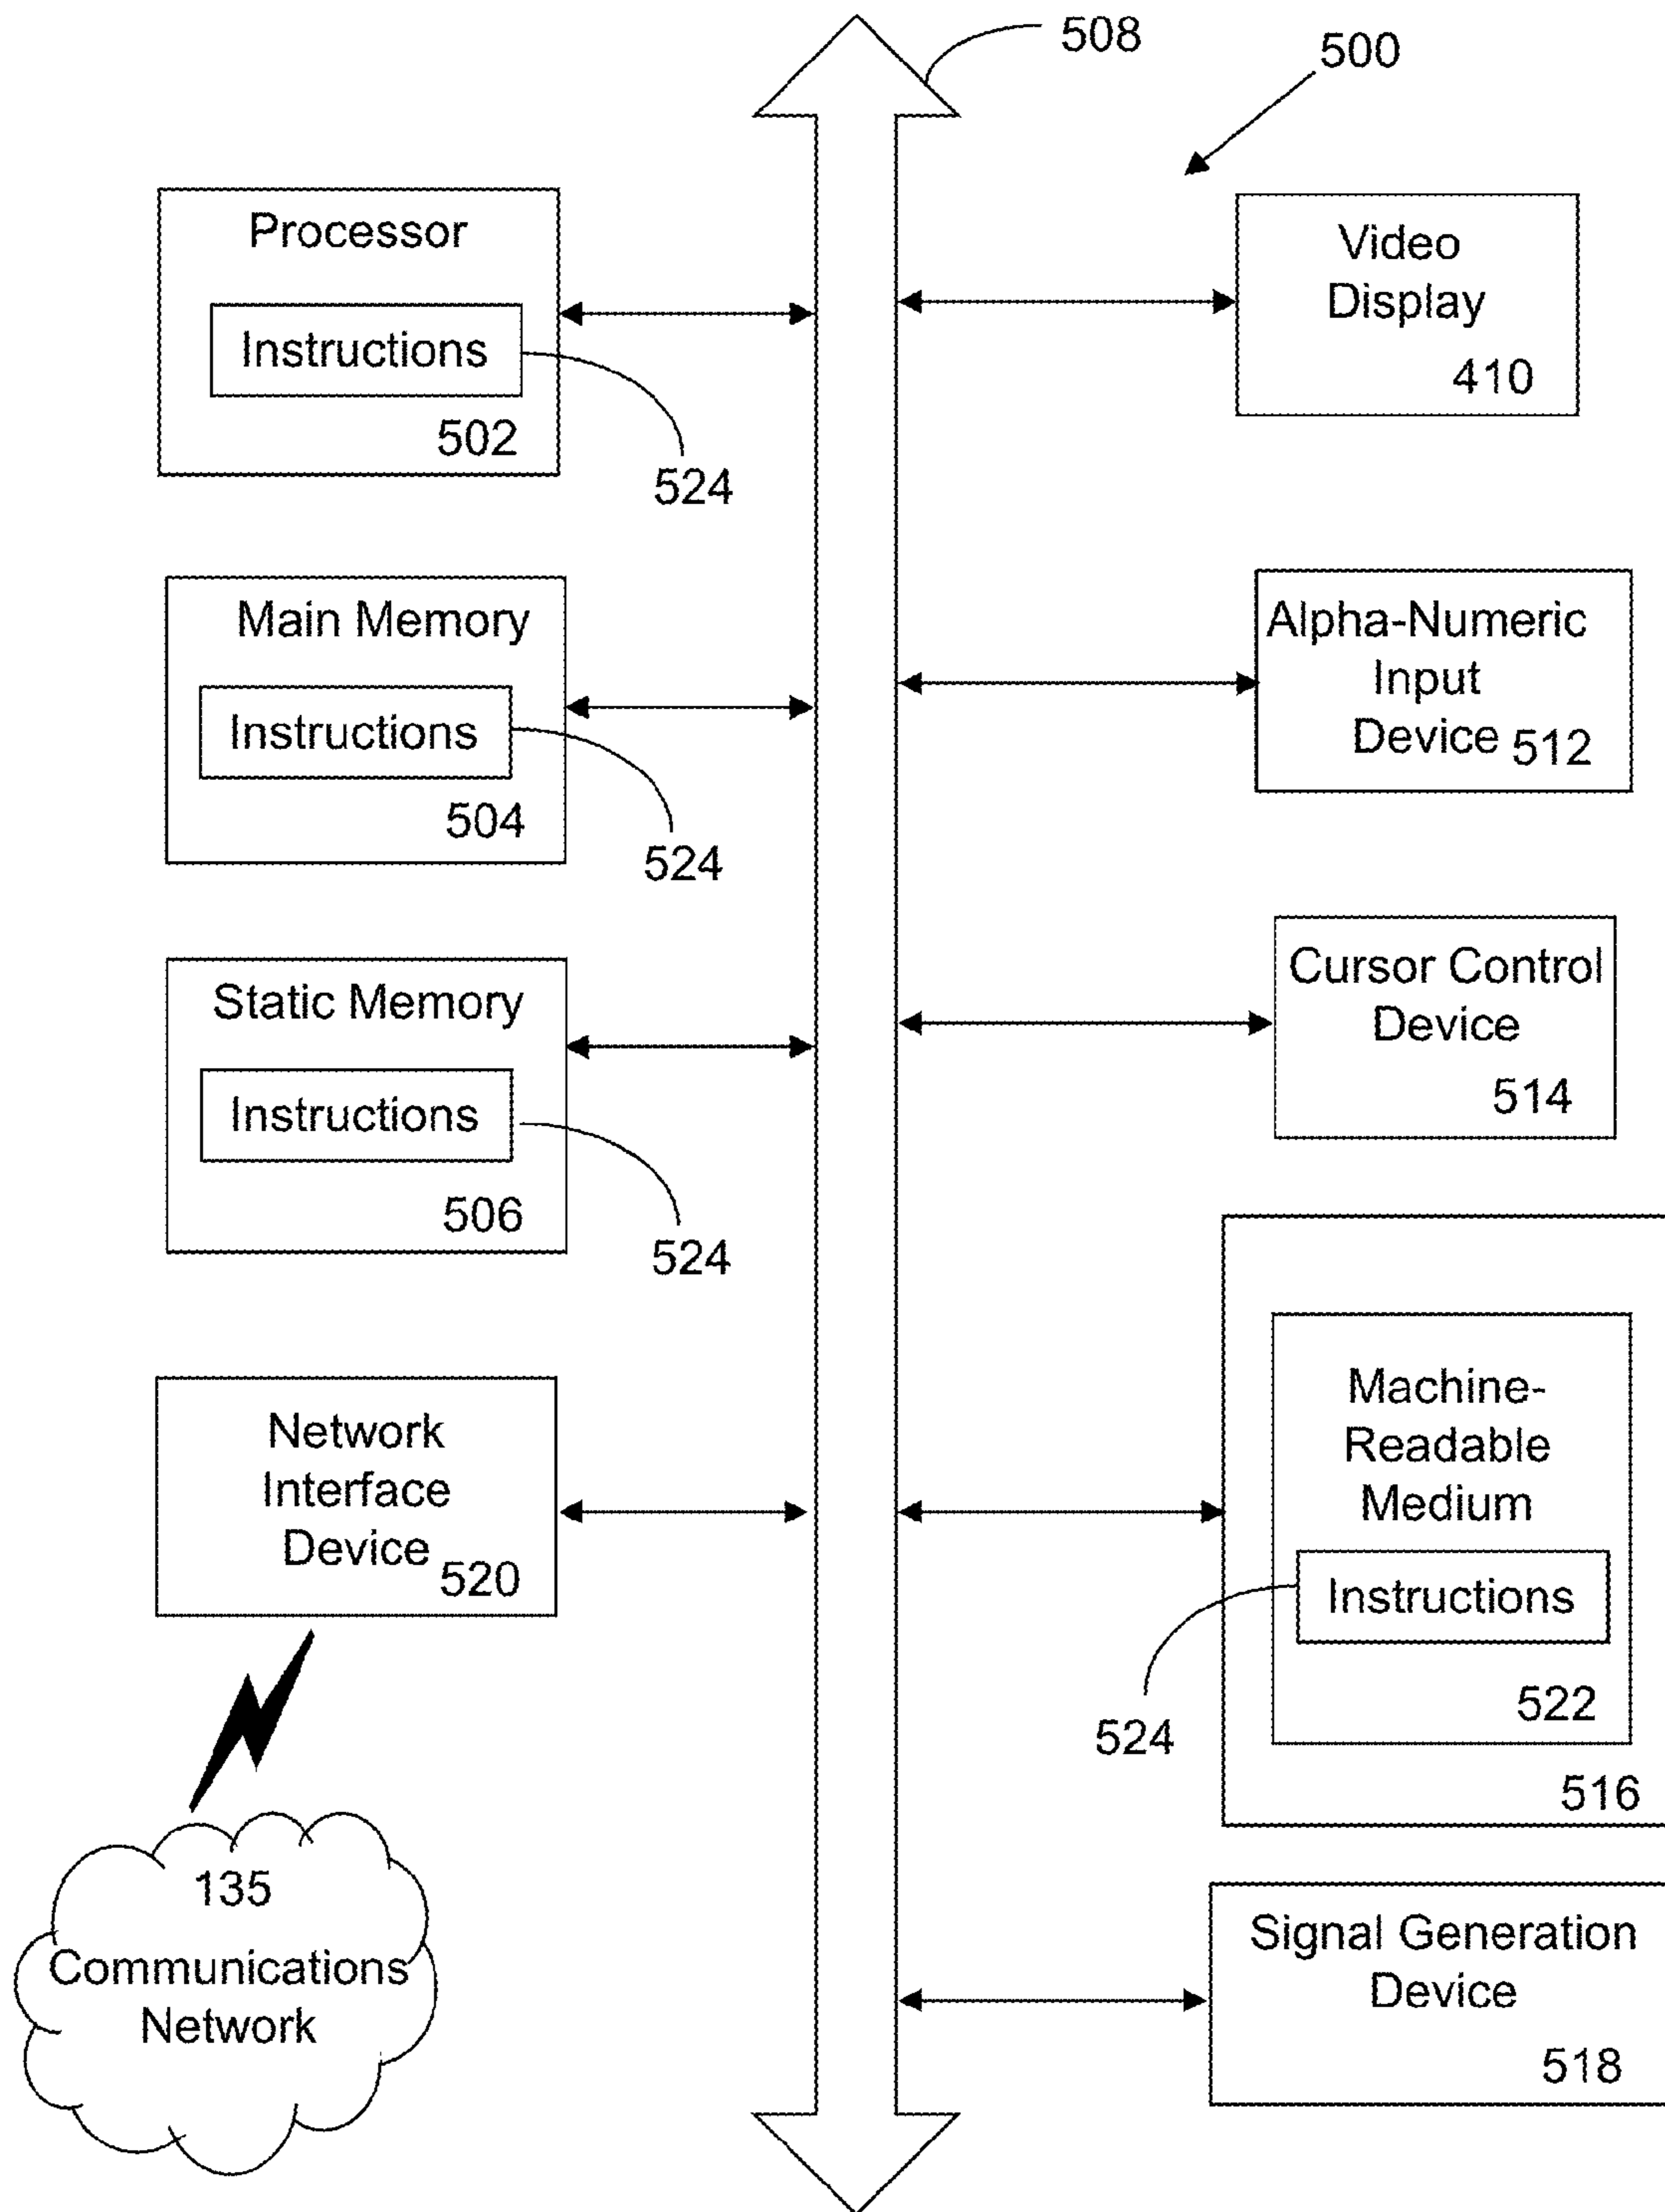 508
500
Processor
Instructions
502
524
Video
Display
410
Main Memory
Instructions
504
524
Alpha-Numeric
Input
Device 512
Static Memory
Instructions
506
524
Cursor Control
Device
514
Network
Interface
Device
520
Machine-
Readable
Medium
Instructions
522
524
516
135
Communications
Network
Signal Generation
Device
518